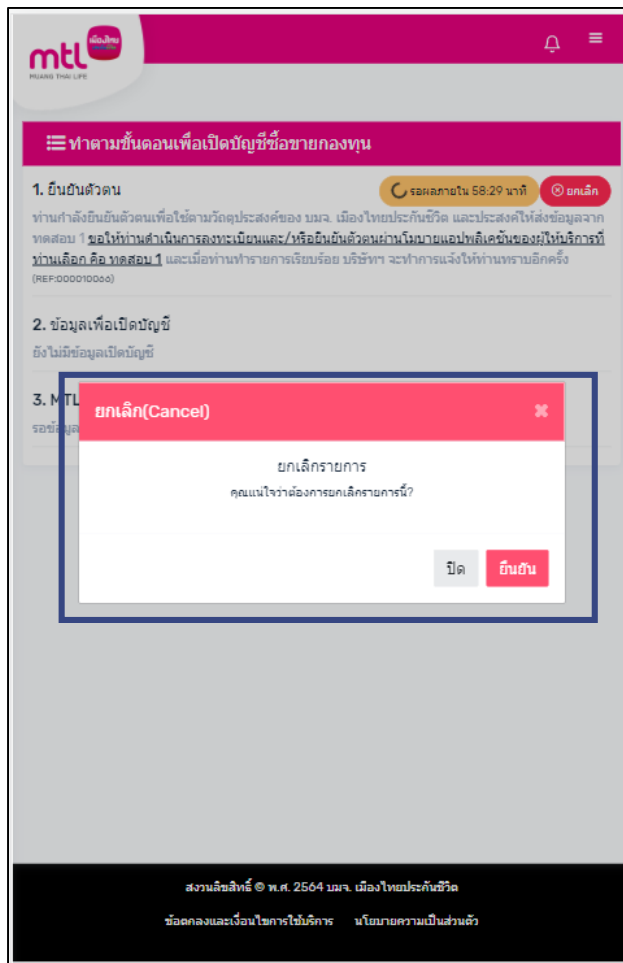 เมืองไทย
mtl
MUANG THAI LIFE
ทำตามขั้นตอนเพื่อเปิดบัญชีซื้อขายกองทุน
1. ยืนยันตัวตน
รอผลภายใน 58:29 นาที
ยกเลิก
ท่านกำลังยืนยันตัวตนเพื่อใช้ตามวัตถุประสงค์ของ บมจ. เมืองไทยประกันชีวิต และประสงค์ให้ส่งข้อมูลจาก
ทดสอบ 1 ขอให้ท่านดำเนินการลงทะเบียนและ/หรือยืนยันตัวตนผ่านโมบายแอปพลิเคชันของผู้ให้บริการที่
ท่านเลือก คือ ทดสอบ 1 และเมื่อท่านทำรายการเรียบร้อย บริษัทฯ จะทำการแจ้งให้ท่านทราบอีกครั้ง
2. ข้อมูลเพื่อเปิดบัญชี
ยังไม่มีข้อมูลเปิดบัญชี
3. MTL
รอข้อมูล
ยกเลิก(Cancel)
ยกเลิกรายการ
คุณแน่ใจว่าต้องการยกเลิกรายการนี้?
ปิด
ยืนยัน
สงวนลิขสิทธิ์ © พ.ศ. 2564 บมจ. เมืองไทยประกันชีวิต
ข้อตกลงและเงื่อนไขการใช้บริการ นโยบายความเป็นส่วนตัว